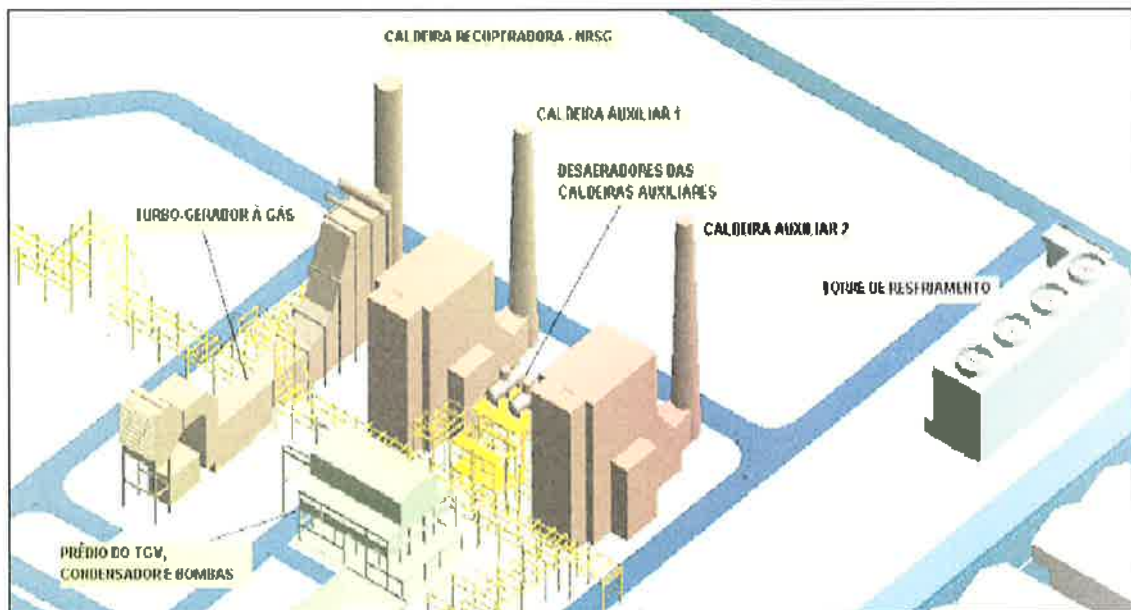 CALDEIRA RECUPERADORA - HRSG
CALDEIRA AUXILIAR 1
DESAERADORES DAS
CALDEIRAS AUXILIARES
TURBO-GERADOR À GÁS
CALDEIRA AUXILIAR 2
TORRE DE RESFRIAMENTO
PRÉDIO DO TGV,
CONDENSADOR E BOMBAS